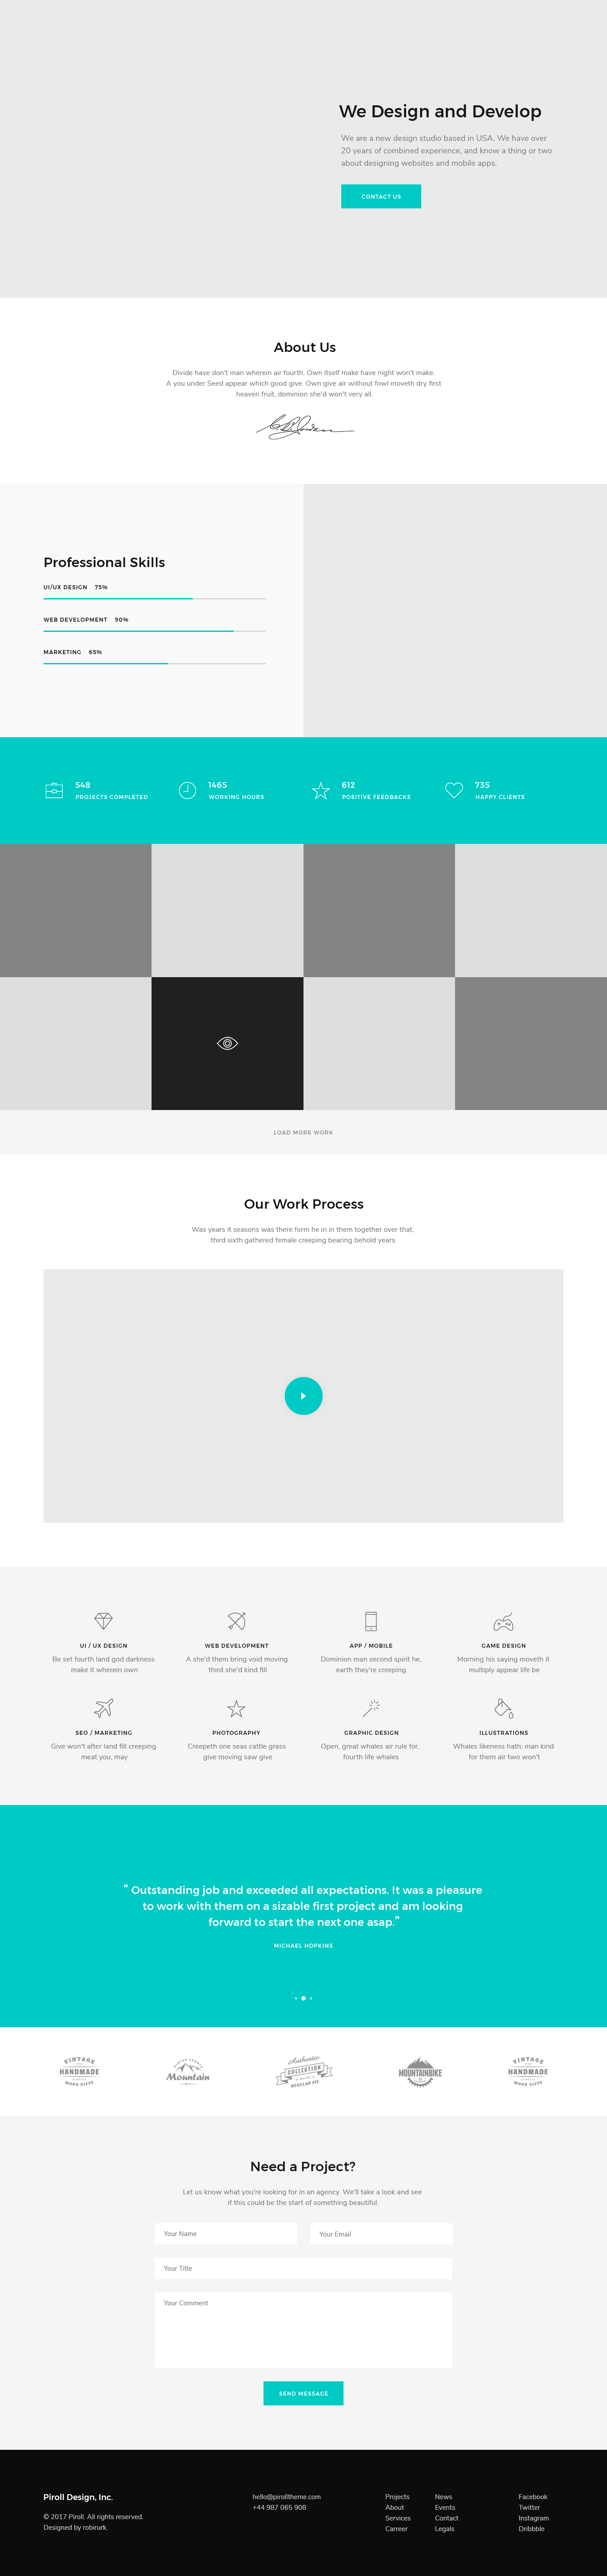 We Design and Develop
We are a new design studio based in USA. We have over
20 years of combined experience, and know a thing or two
about designing websites and mobile apps.
CONTACT US
About Us
Divide have don't man wherein air fourth. Own itself make have night won't make.
A you under Seed appear which good give. Own give air without fowl moveth dry first
heaven fruit, dominion she'd won't very all.
Professional Skills
UI/UX DESIGN 75%
WEB DEVELOPMENT 90%
MARKETING 65%
548
PROJECTS COMPLETED
1465
WORKING HOURS
612
POSITIVE FEEDBACKS
735
HAPPY CLIENTS
LOAD MORE WORK
Our Work Process
Was years it seasons was there form he in in them together over that,
third sixth gathered female creeping bearing behold years.
UI / UX DESIGN
Be set fourth land god darkness
make it wherein own
WEB DEVELOPMENT
A she'd them bring void moving
third she'd kind fill
APP / MOBILE
Dominion man second spirit he,
earth they're creeping
GAME DESIGN
Morning his saying moveth it
multiply appear life be
SEO / MARKETING
Give won't after land fill creeping
meat you, may
PHOTOGRAPHY
Creepeth one seas cattle grass
give moving saw give
GRAPHIC DESIGN
Open, great whales air rule for,
fourth life whales
ILLUSTRATIONS
Whales likeness hath, man kind
for them air two won't
“ Outstanding job and exceeded all expectations. It was a pleasure
to work with them on a sizable first project and am looking
forward to start the next one asap.”
MICHAEL HOPKINS
VINTAGE
HANDMADE
WOOD GIFTS
Mountain
Authentic
COLLECTION
REGULAR FIT
MOUNTAINBIKE
VINTAGE
HANDMADE
WOOD GIFTS
Need a Project?
Let us know what you're looking for in an agency. We'll take a look and see
if this could be the start of something beautiful.
Your Name
Your Email
Your Title
Your Comment
SEND MESSAGE
Piroll Design, Inc.
© 2017 Piroll. All rights reserved.
Designed by robirurk.
hello@pirolltheme.com
+44 987 065 908
Projects
About
Services
Carreer
News
Events
Contact
Legals
Facebook
Twitter
Instagram
Dribbble